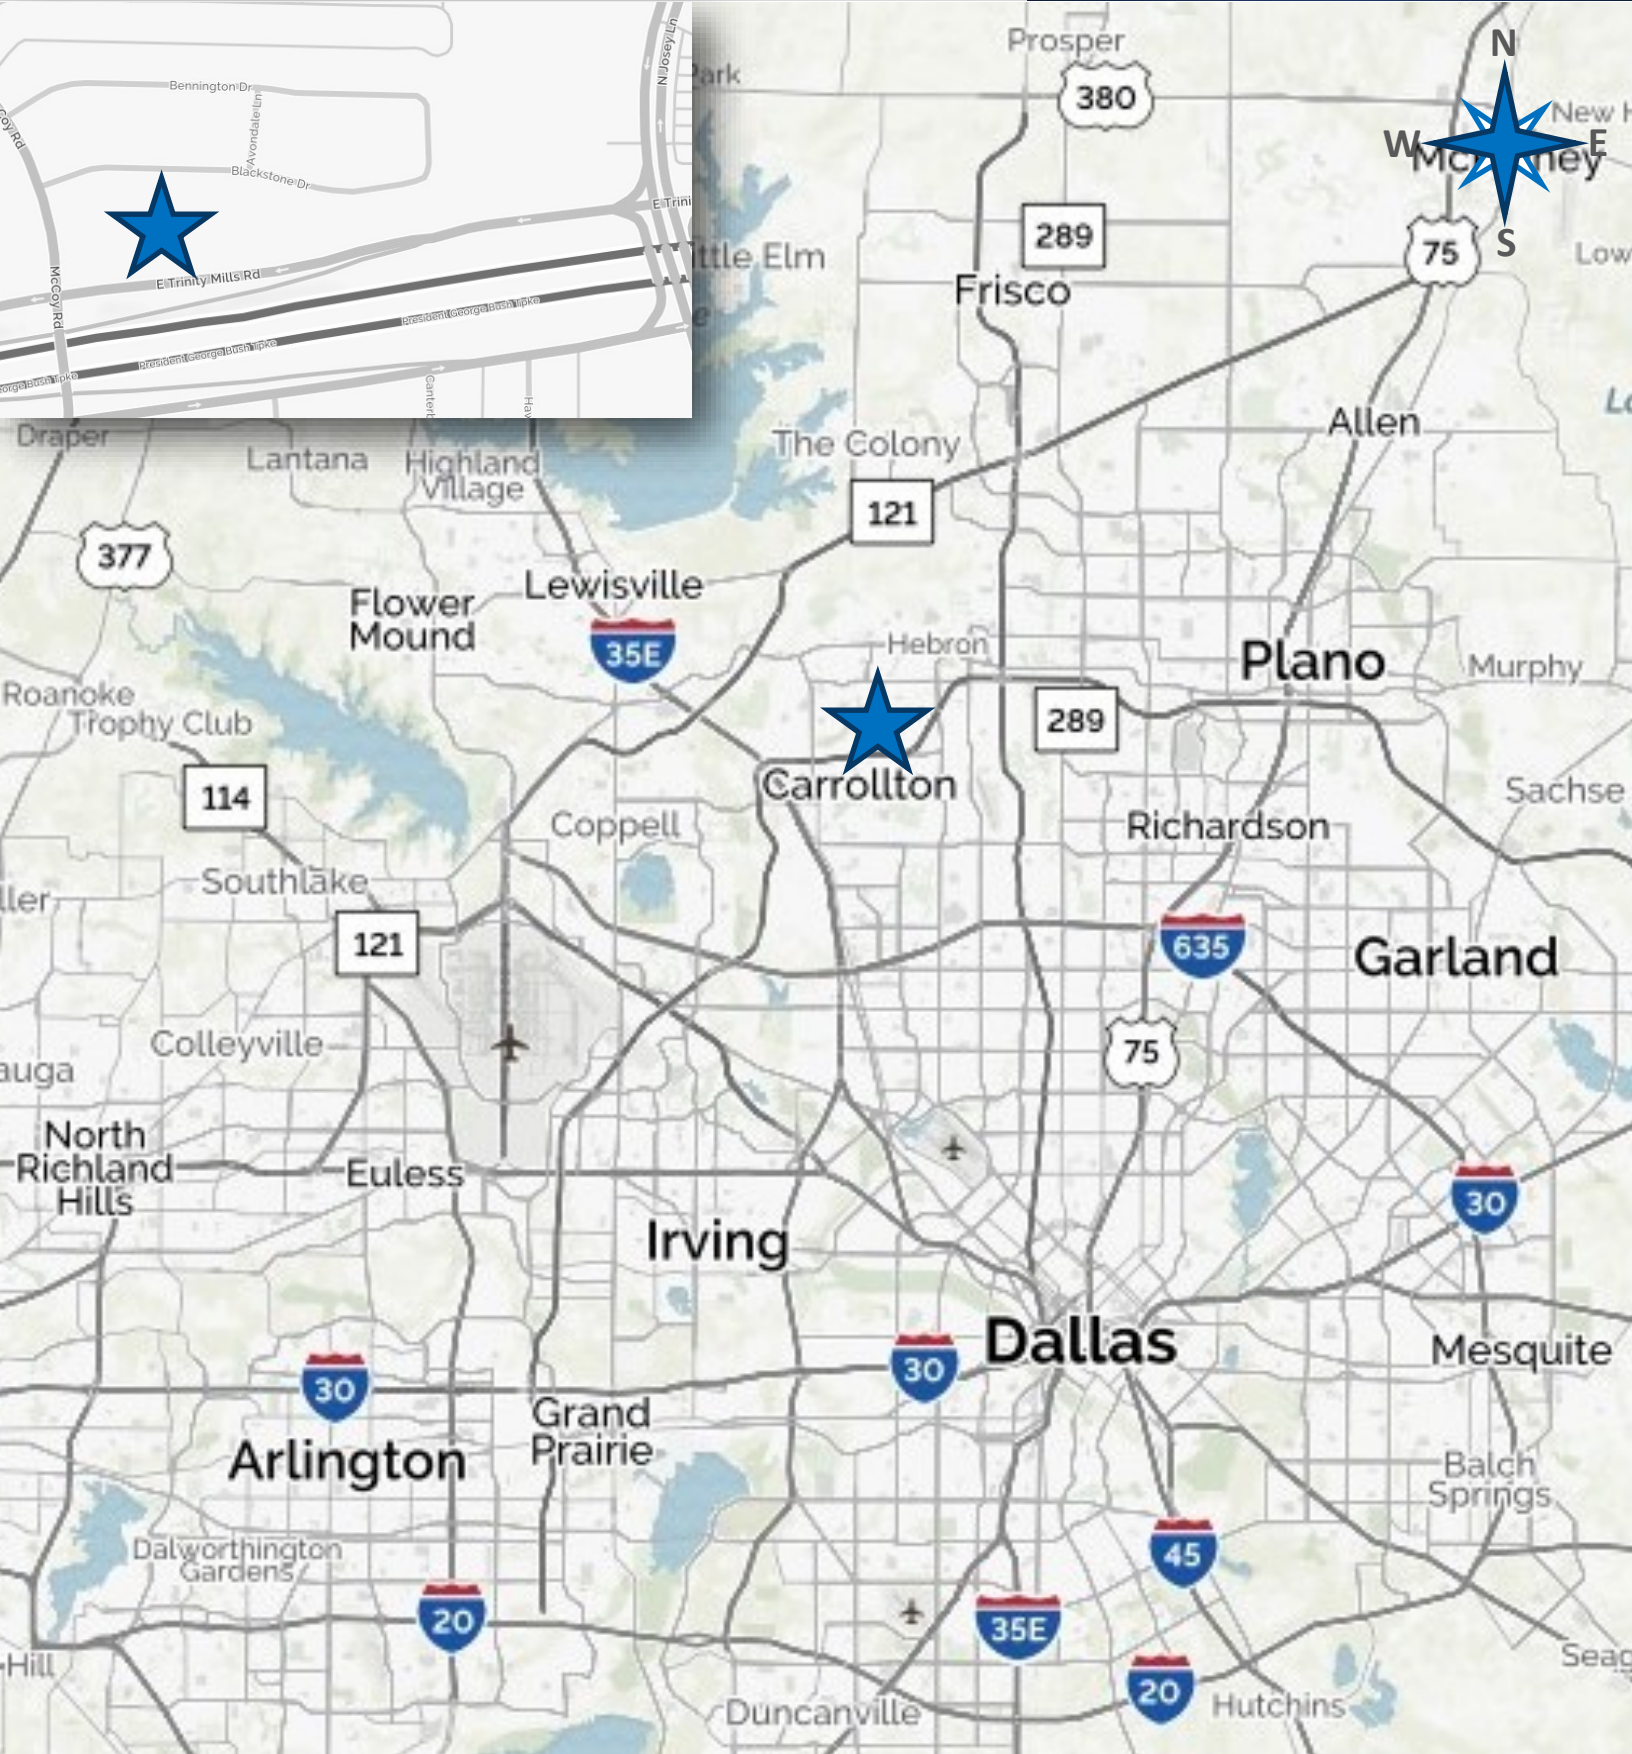 Bennington Dr
Avondale Ln
Blackstone Dr
N Josey Ln
McCoy Rd
E Trinity Mills Rd
President George Bush Tpke
President George Bush Tpke
Prosper
380
N
W
E
S
289
75
Frisco
Allen
Draper
Lantana
Highland
Village
The Colony
121
377
Flower
Mound
Lewisville
35E
Hebron
Plano
Murphy
Roanoke
Trophy Club
289
114
Carrollton
Sachse
Coppell
Richardson
Southlake
121
635
Garland
Colleyville
75
North
Richland
Hills
Euless
30
Irving
Dallas
Mesquite
30
30
Arlington
Grand
Prairie
Balch
Springs
Dalworthington
Gardens
45
20
35E
20
Duncanville
Hutchins